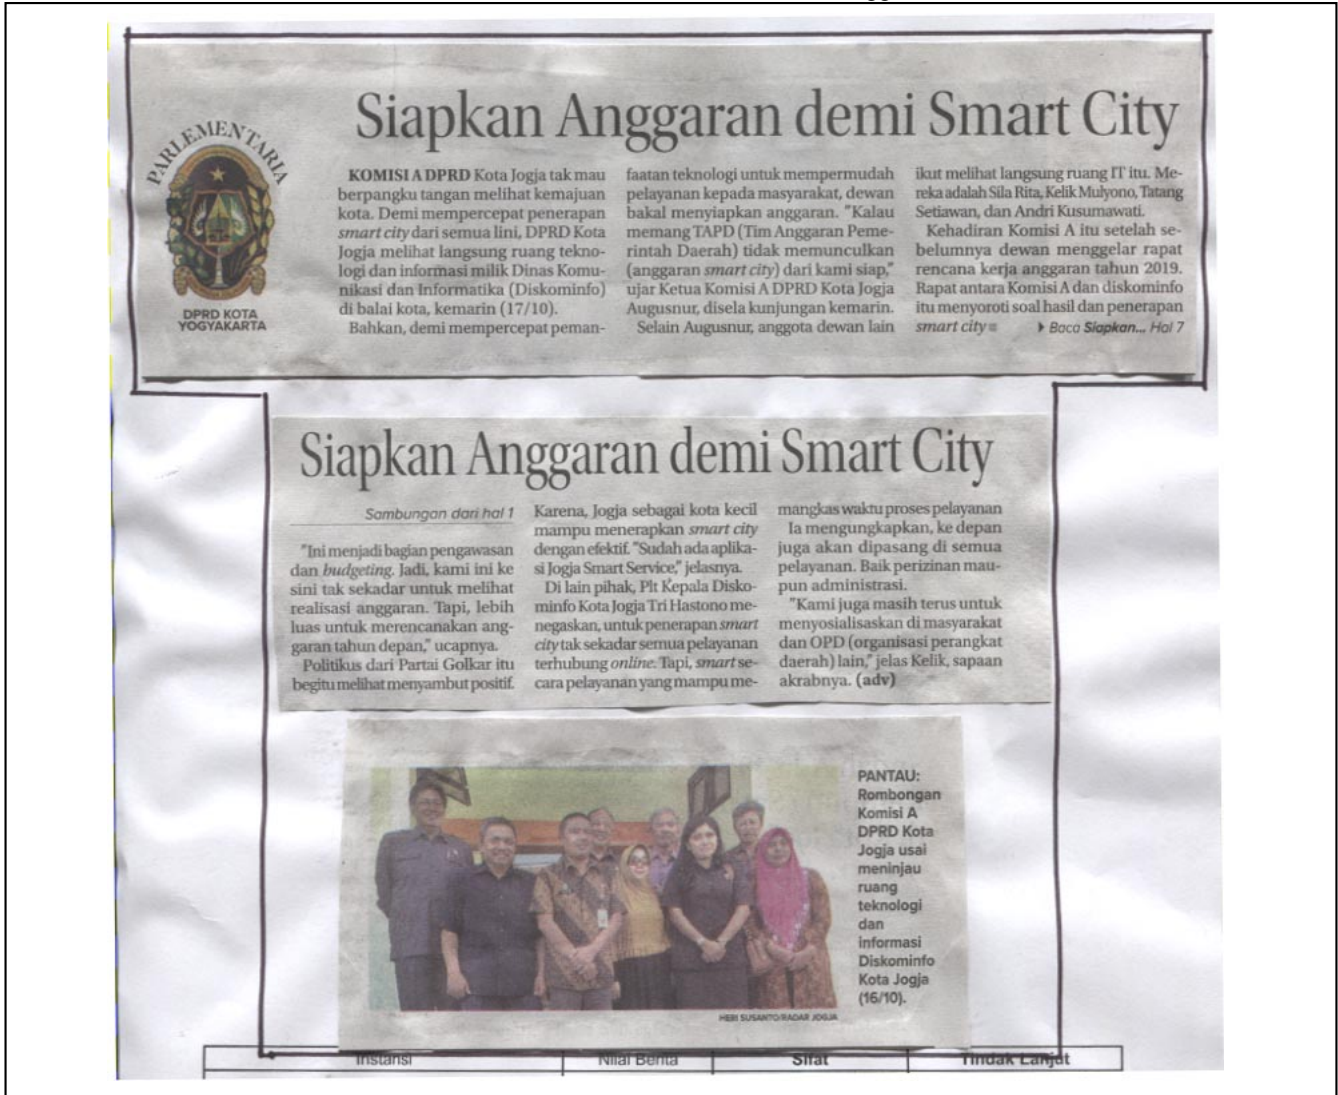 Siapkan Anggaran demi Smart City
PARLEMENTARIA
DPRD KOTA
YOGYAKARTA
KOMISI A DPRD Kota Jogja tak mau
berpangku tangan melihat kemajuan
kota. Demi mempercepat penerapan
smart city dari semua lini, DPRD Kota
Jogja melihat langsung ruang tekno-
logi dan informasi milik Dinas Komu-
nikasi dan Informatika (Diskominfo)
di balai kota, kemarin (17/10).
Bahkan, demi mempercepat peman-
faatan teknologi untuk mempermudah
pelayanan kepada masyarakat, dewan
bakal menyiapkan anggaran. "Kalau
memang TAPD (Tim Anggaran Peme-
rintah Daerah) tidak memunculkan
(anggaran smart city) dari kami siap,"
ujar Ketua Komisi A DPRD Kota Jogja
Augusnur, disela kunjungan kemarin.
Selain Augusnur, anggota dewan lain
ikut melihat langsung ruang IT itu. Me-
reka adalah Sila Rita, Kelik Mulyono, Tatang
Setiawan, dan Andri Kusumawati.
Kehadiran Komisi A itu setelah se-
belumnya dewan menggelar rapat
rencana kerja anggaran tahun 2019.
Rapat antara Komisi A dan diskominfo
itu menyoroti soal hasil dan penerapan
smart city
Baca Siapkan... Hal 7
Siapkan Anggaran demi Smart City
Sambungan dari hal 1
"Ini menjadi bagian pengawasan
dan budgeting. Jadi, kami ini ke
sini tak sekadar untuk melihat
realisasi anggaran. Tapi, lebih
luas untuk merencanakan ang-
garan tahun depan," ucapnya.
Politikus dari Partai Golkar itu
begitu melihat menyambut positif.
Karena, Jogja sebagai kota kecil
mampu menerapkan smart city
dengan efektif. "Sudah ada aplika-
si Jogja Smart Service," jelasnya.
Di lain pihak, Plt Kepala Disko-
minfo Kota Jogja Tri Hastono me-
negaskan, untuk penerapan smart
city tak sekadar semua pelayanan
terhubung online. Tapi, smart se-
cara pelayanan yang mampu me-
mangkas waktu proses pelayanan
Ia mengungkapkan, ke depan
juga akan dipasang di semua
pelayanan. Baik perizinan mau-
pun administrasi.
"Kami juga masih terus untuk
menyosialisaskan di masyarakat
dan OPD (organisasi perangkat
daerah) lain," jelas Kelik, sapaan
akrabnya. (adv)
PANTAU:
Rombongan
Komisi A
DPRD Kota
Jogja usai
meninjau
ruang
teknologi
dan
informasi
Diskominfo
Kota Jogja
(16/10).
HERI SUSANTO/RADAR JOGJA
Instansi Nilai Berita Sifat Tindak Lanjut